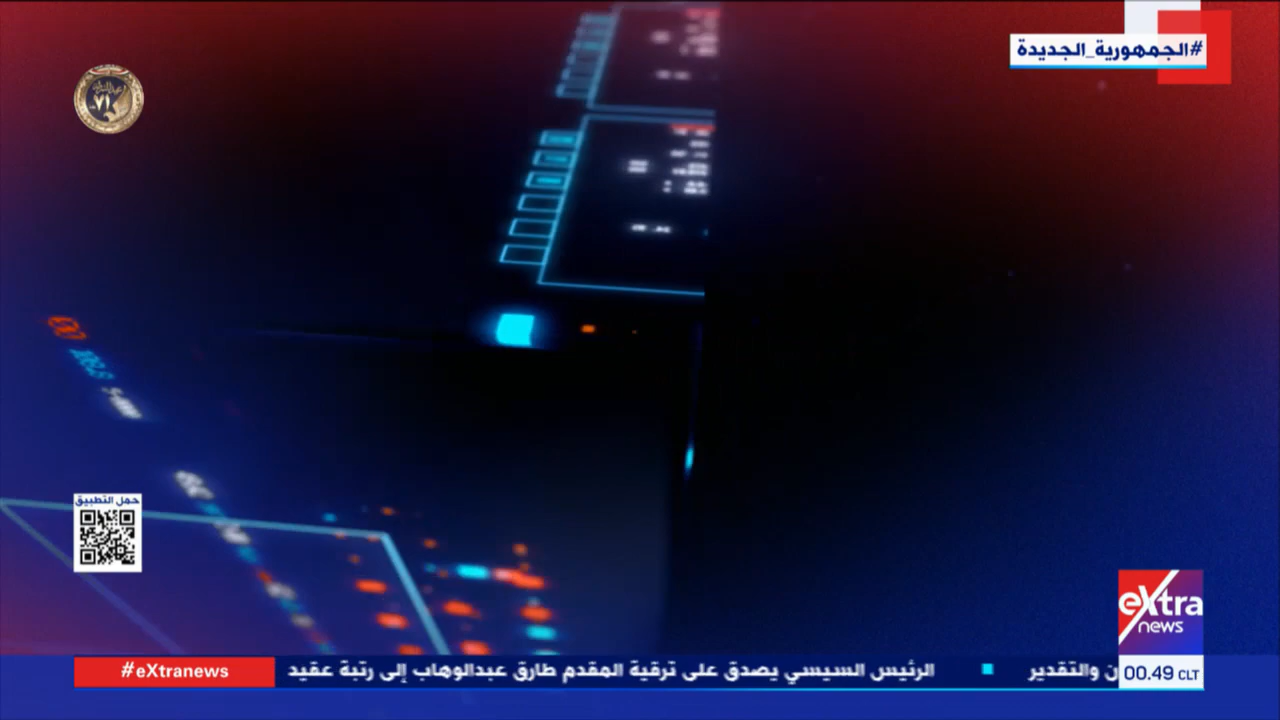 #الجمهورية_الجديدة
حمل التطبيق
eXtra
news
والتقدير
الرئيس السيسي يصدق على ترقية المقدم طارق عبدالوهاب إلى رتبة عقيد
#eXtranews
00.49 CLT